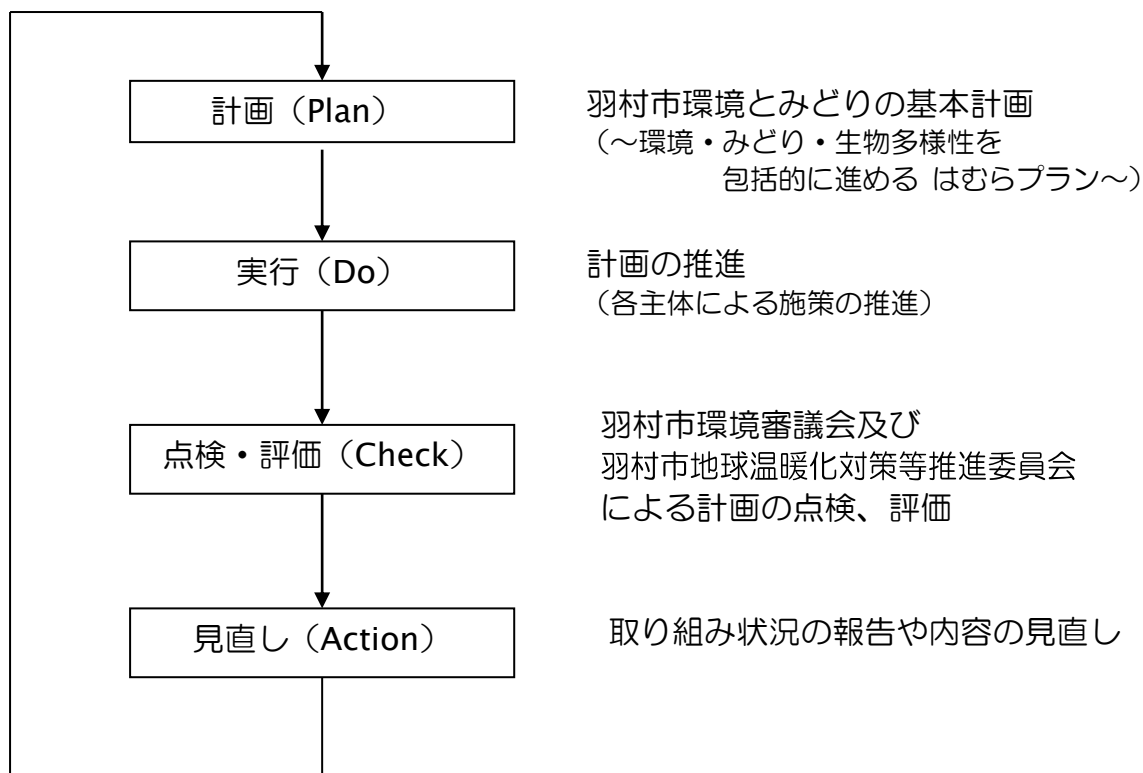 計画（Plan）
羽村市環境とみどりの基本計画
（～環境・みどり・生物多様性を
包括的に進める はむらプラン～）
実行（Do）
計画の推進
（各主体による施策の推進）
点検・評価（Check）
羽村市環境審議会及び
羽村市地球温暖化対策等推進委員会
による計画の点検、評価
見直し（Action）
取り組み状況の報告や内容の見直し